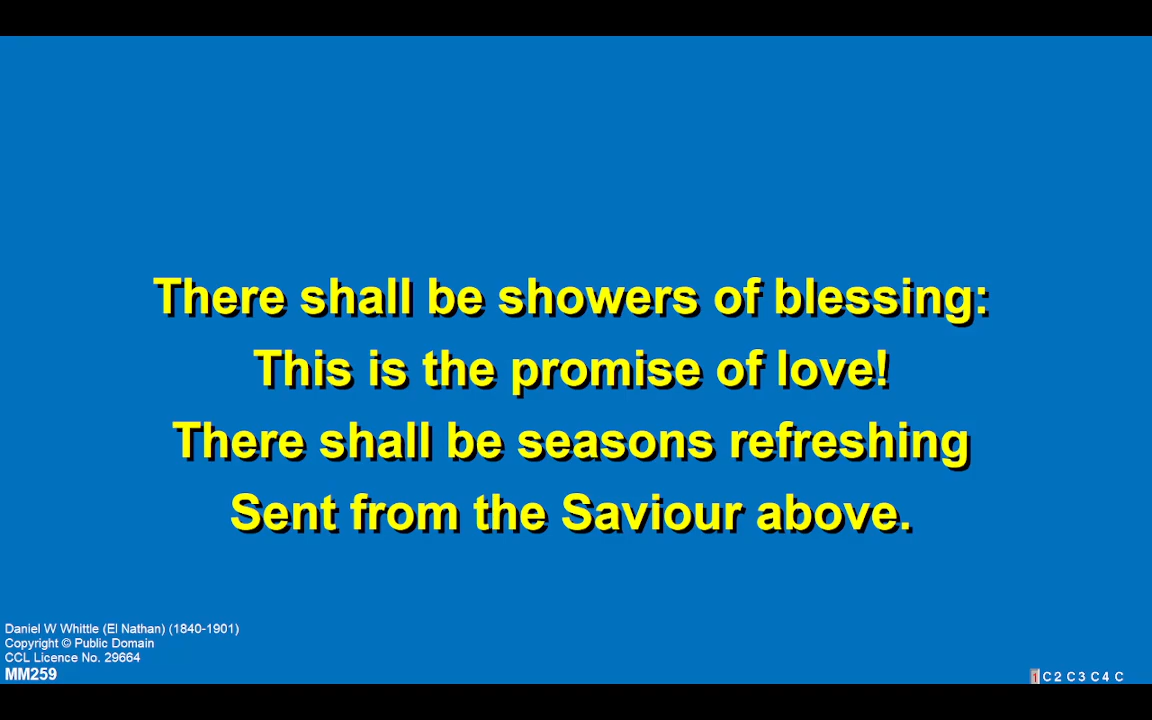 There shall be showers of blessing:
This is the promise of love!
There shall be seasons refreshing
Sent from the Saviour above.
Daniel W Whittle (El Nathan) (1840-1901)
Copyright © Public Domain
CCL Licence No. 29664
MM259
1 C 2 C 3 C 4 C